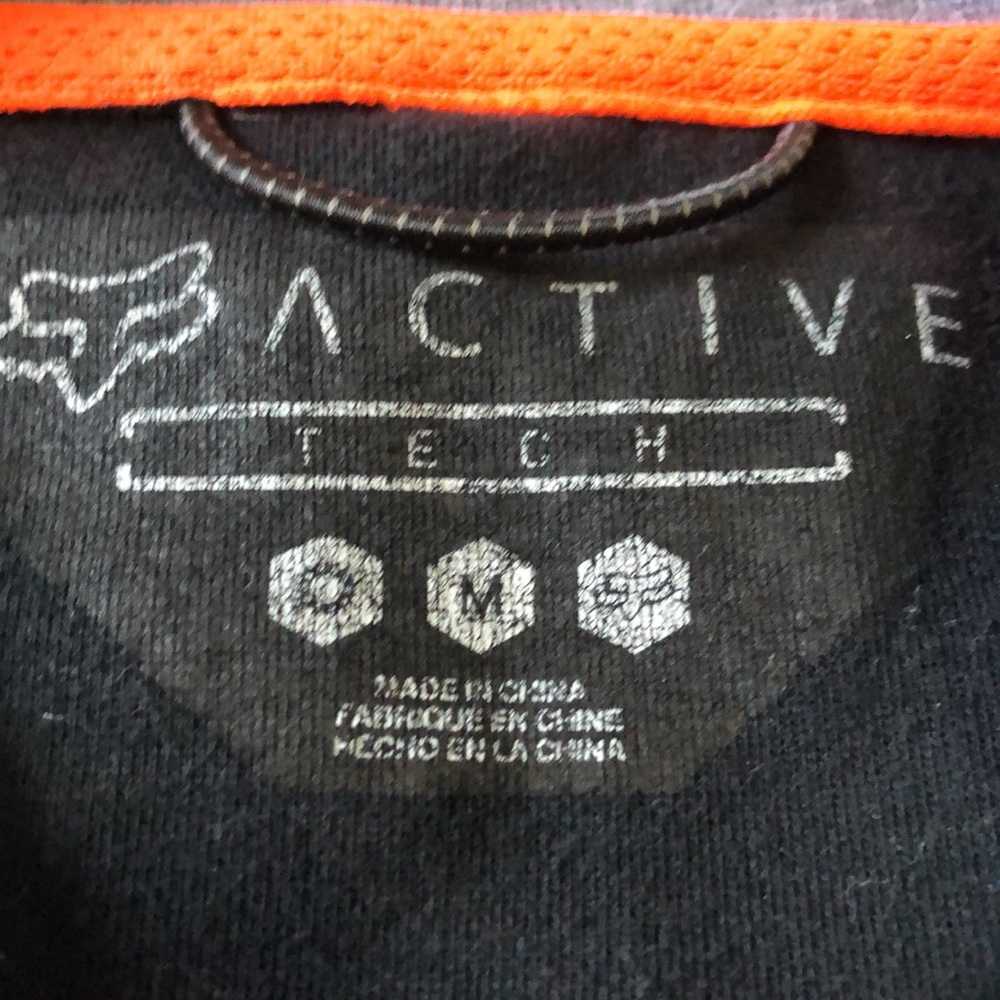 ACTIVE
TECH
M
MADE IN CHINA
FABRIQUE EN CHINE
HECHO EN LA CHINA